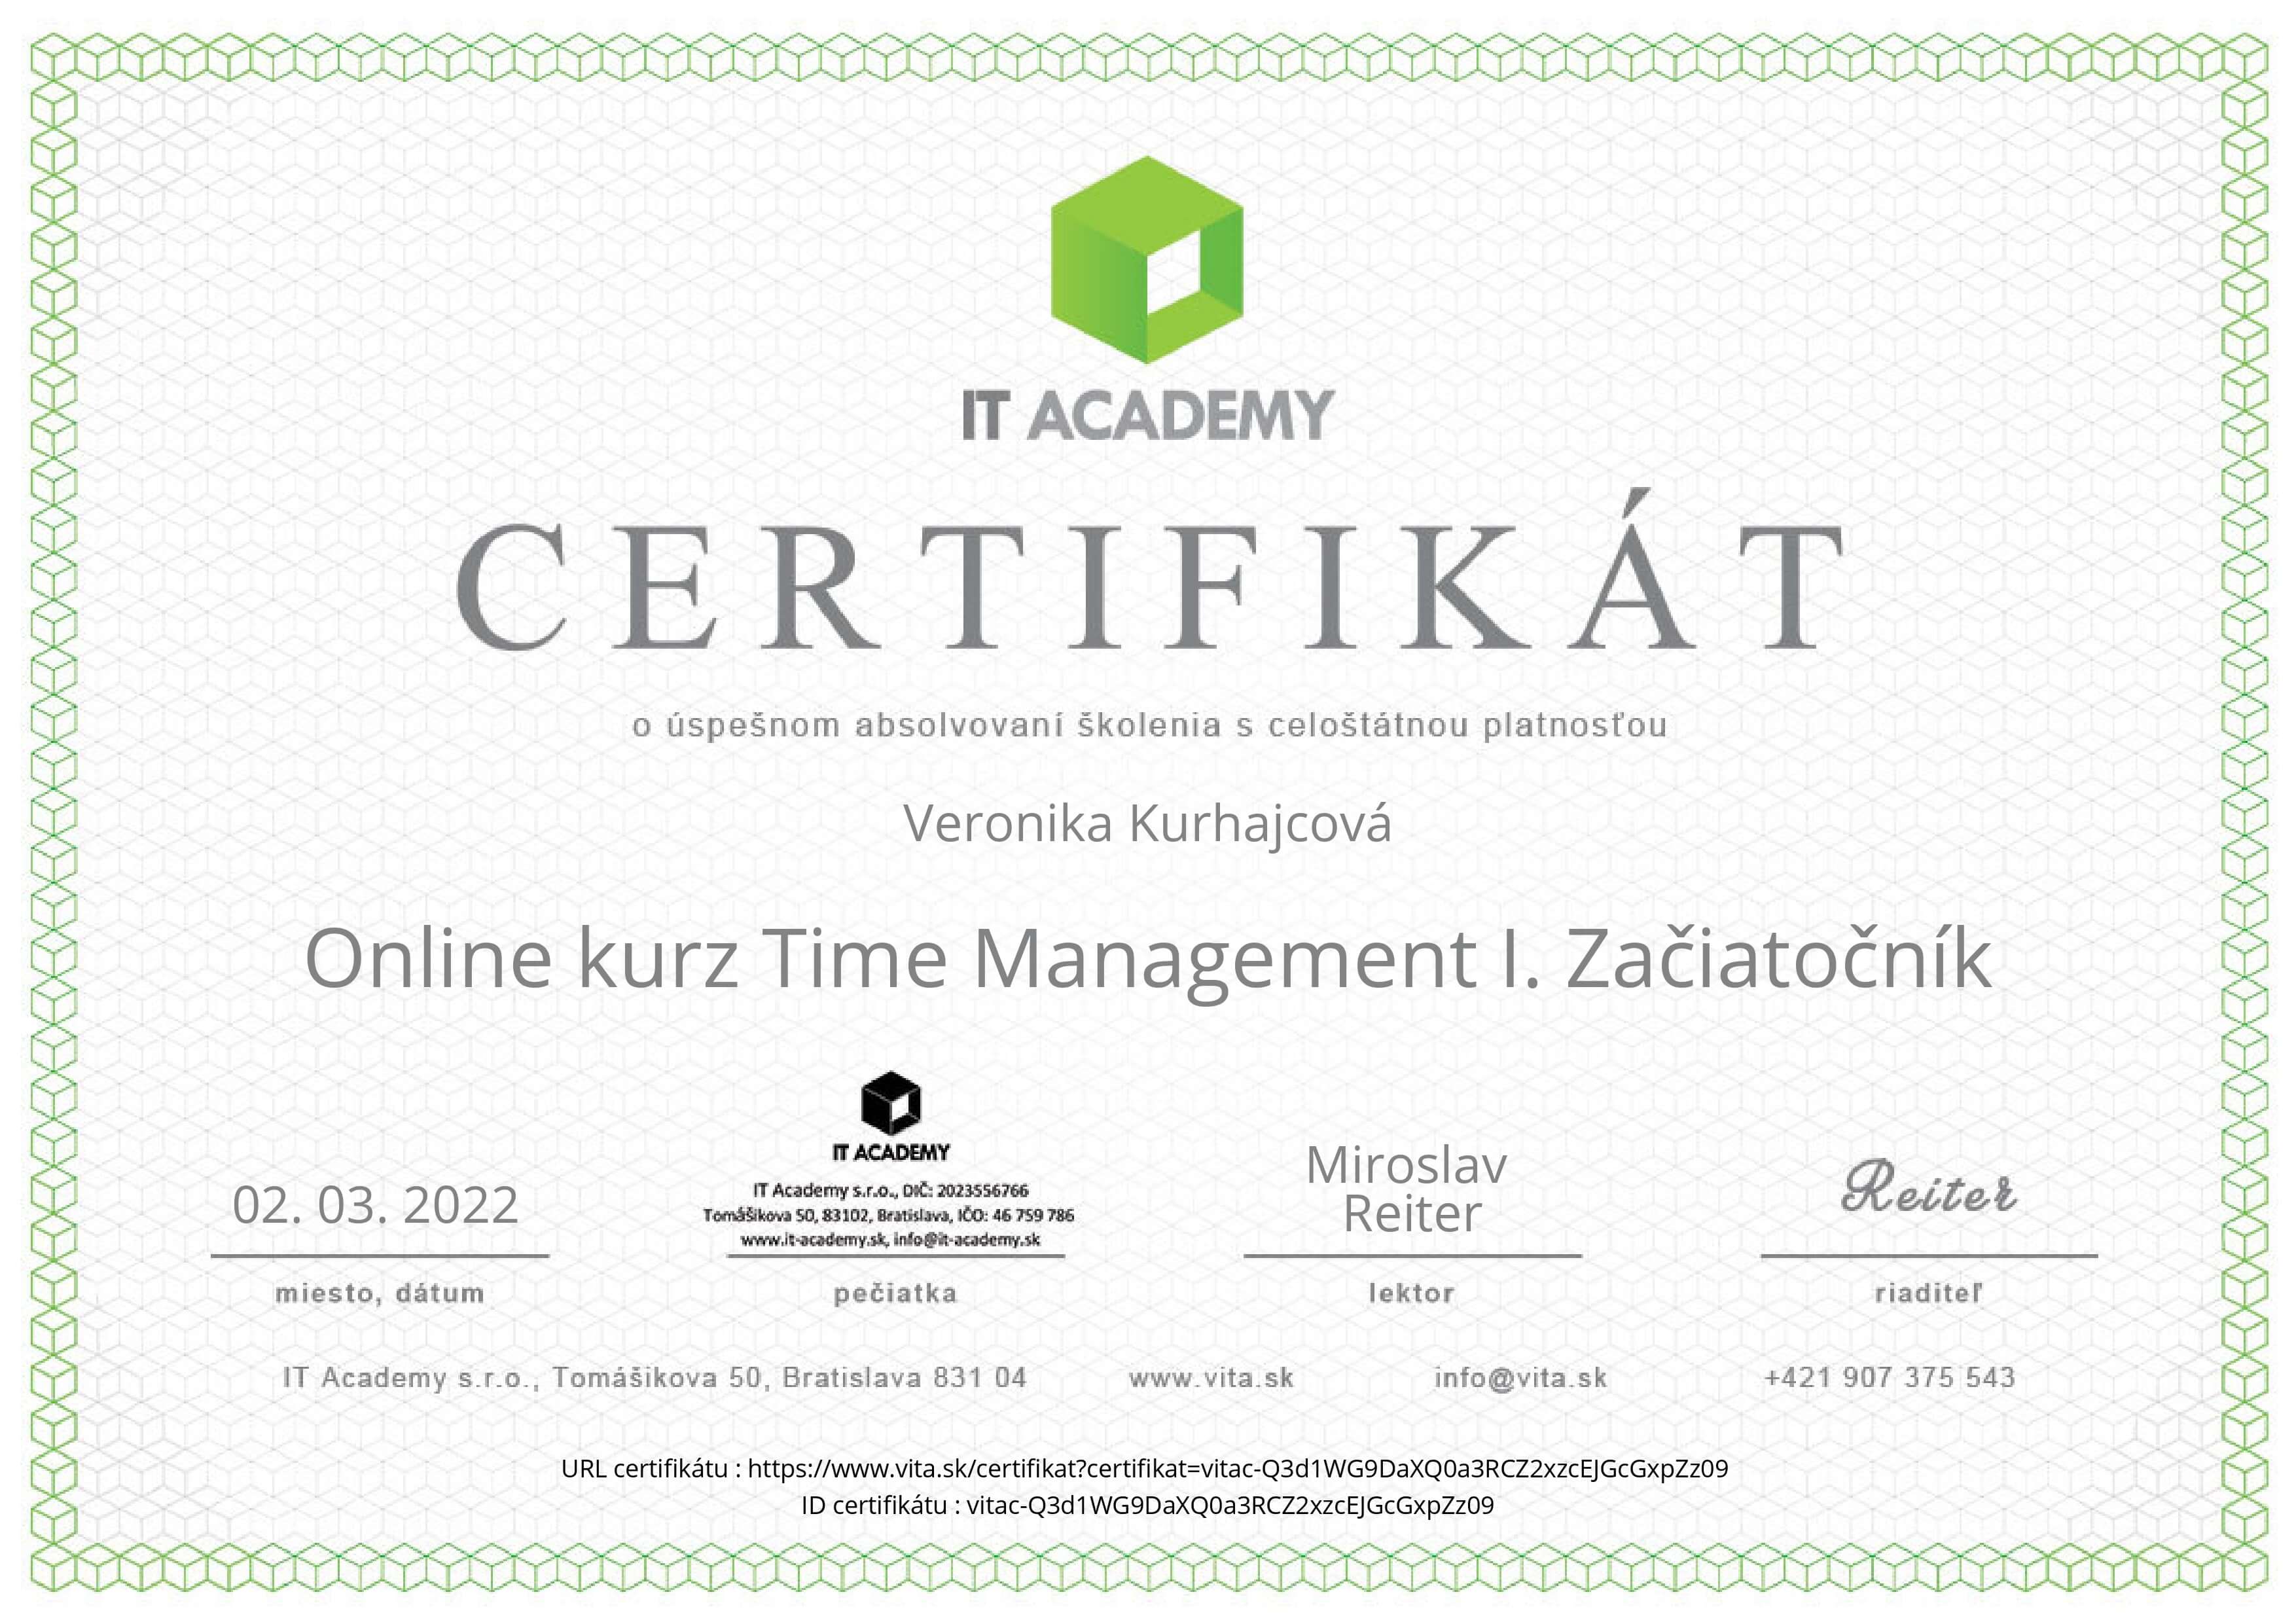 IT ACADEMY
CERTIFIKÁT
o úspešnom absolvovaní školenia s celoštátnou platnosťou
Veronika Kurhajcová
Online kurz Time Management I. Začiatočník
02. 03. 2022
miesto, dátum
IT ACADEMY
IT Academy s.r.o., DIČ: 2023556766
Tomášikova 50, 83102, Bratislava, IČO: 46 759 786
www.it-academy.sk, info@it-academy.sk
pečiatka
Miroslav
Reiter
lektor
Reiter
riaditeľ
IT Academy s.r.o., Tomášikova 50, Bratislava 831 04 www.vita.sk info@vita.sk +421 907 375 543
URL certifikátu : https://www.vita.sk/certifikat?certifikat=vitac-Q3d1WG9DaXQ0a3RCZ2xzcEJGcGxpZz09
ID certifikátu : vitac-Q3d1WG9DaXQ0a3RCZ2xzcEJGcGxpZz09